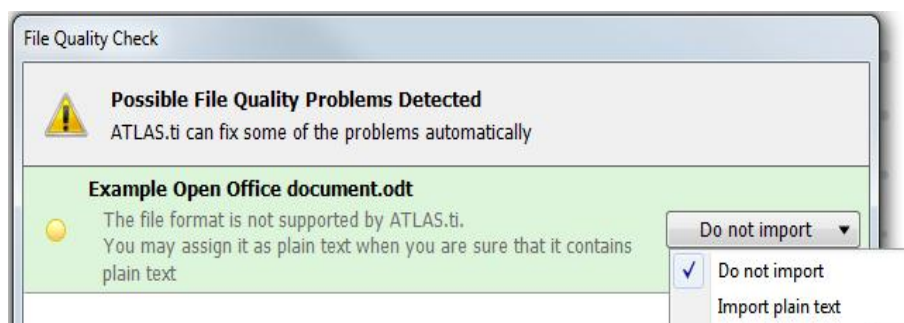 File Quality Check
Possible File Quality Problems Detected
ATLAS.ti can fix some of the problems automatically
Example Open Office document.odt
The file format is not supported by ATLAS.ti.
You may assign it as plain text when you are sure that it contains
plain text
Do not import
Do not import
Import plain text